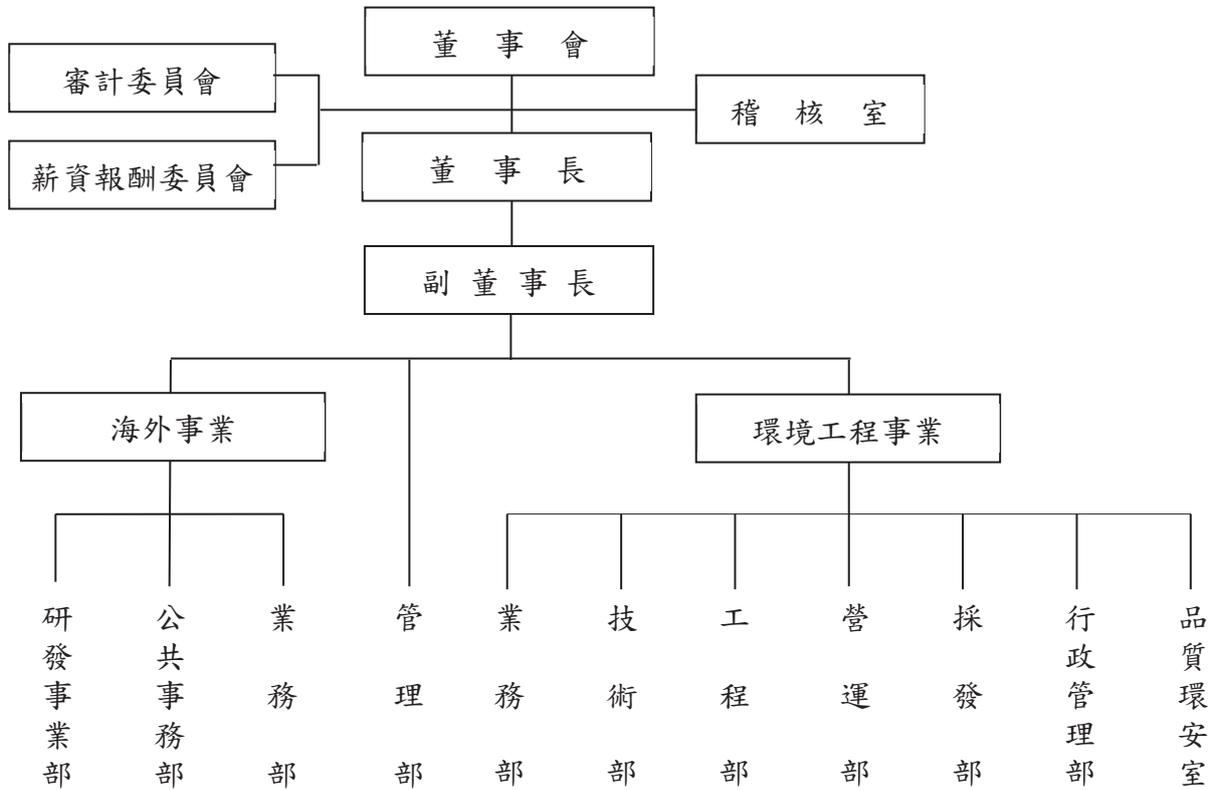 董事會
審計委員會
稽核室
薪資報酬委員會
董事長
副董事長
海外事業
環境工程事業
研發事業部
公共事務部
業務部
管理部
業務部
技術部
工程部
營運部
採發部
行政管理部
品質環安室